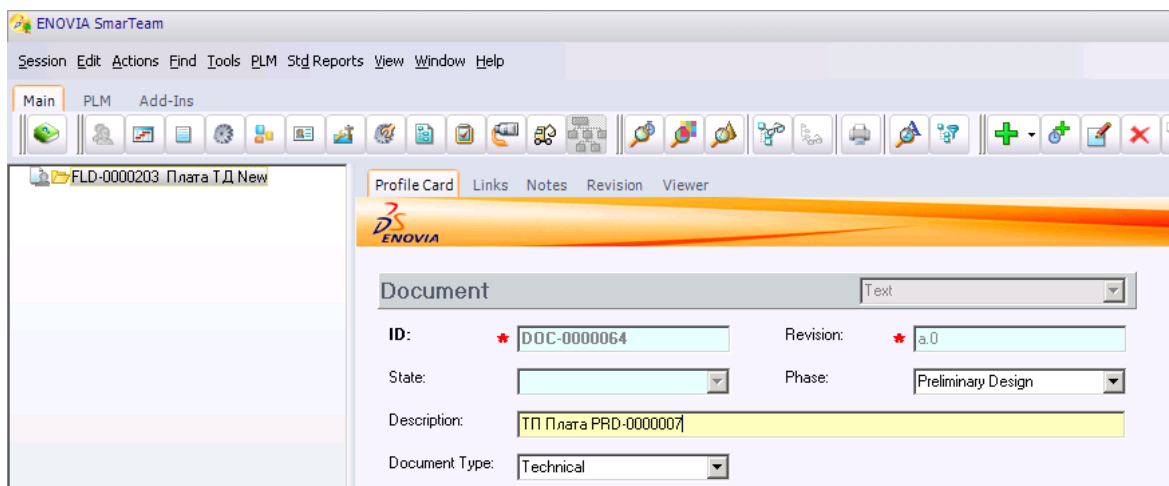 ENOVIA SmarTeam
Session Edit Actions Find Tools PLM Std Reports View Window Help
Main PLM Add-Ins
FLD-0000203 Плата ТД New
Profile Card Links Notes Revision Viewer
ENOVIA
Document Text
ID: * DOC-0000064 Revision: * a.0
State: Phase: Preliminary Design
Description: ТП Плата PRD-0000007
Document Type: Technical